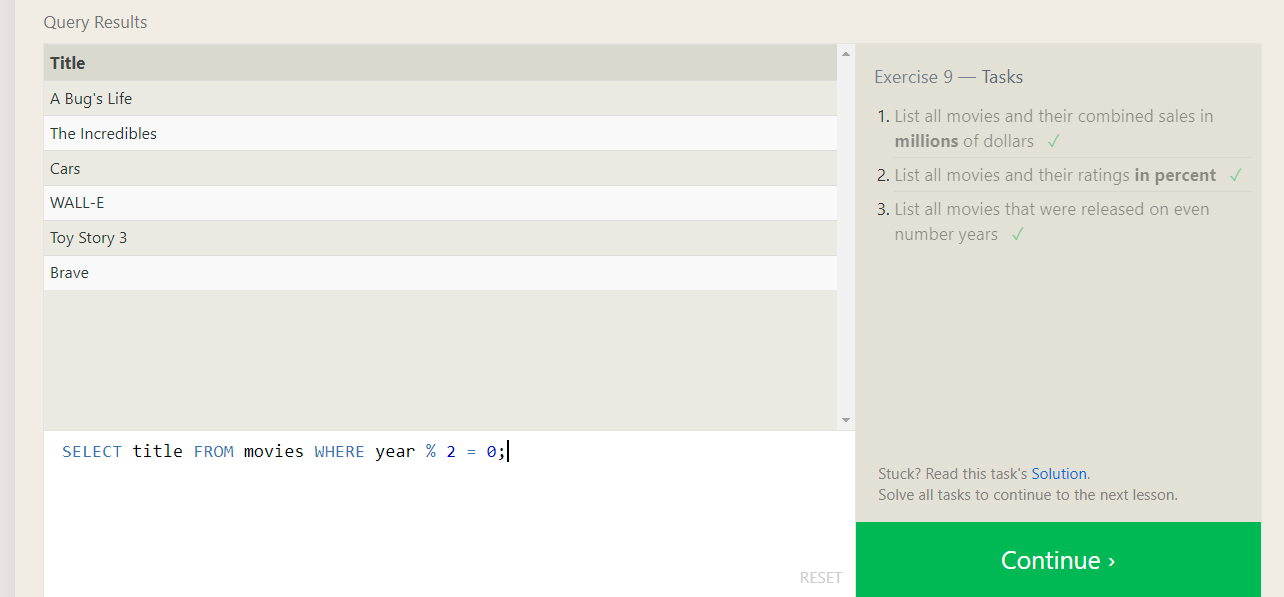 Query Results
Title
A Bug's Life
The Incredibles
Cars
WALL-E
Toy Story 3
Brave
SELECT title FROM movies WHERE year % 2 = 0;
RESET
Exercise 9 — Tasks
1. List all movies and their combined sales in
millions of dollars ✓
2. List all movies and their ratings in percent ✓
3. List all movies that were released on even
number years ✓
Stuck? Read this task's Solution.
Solve all tasks to continue to the next lesson.
Continue ›